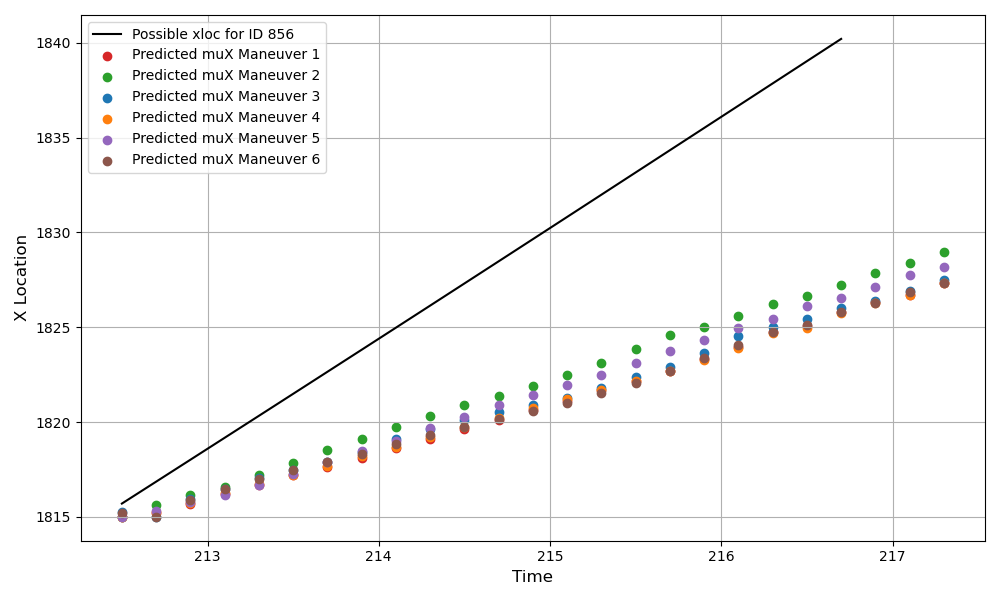 Possible xloc for ID 856
Predicted muX Maneuver 1
Predicted muX Maneuver 2
Predicted muX Maneuver 3
Predicted muX Maneuver 4
Predicted muX Maneuver 5
Predicted muX Maneuver 6
1840
1835
1830
1825
1820
1815
X Location
213
214
215
216
217
Time